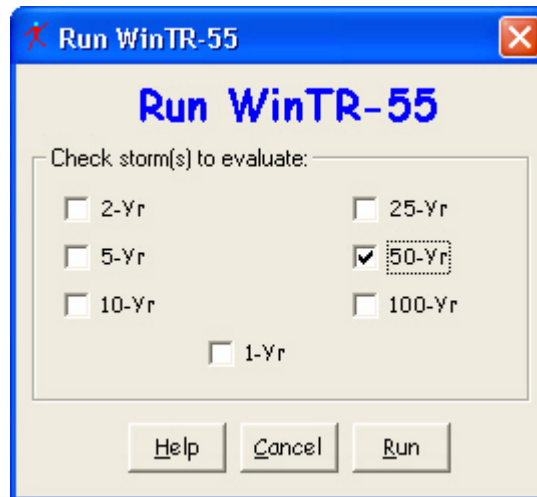 Run WinTR-55
Run WinTR-55
Check storm(s) to evaluate:
2-Yr 25-Yr
5-Yr 50-Yr
10-Yr 100-Yr
1-Yr
Help Cancel Run